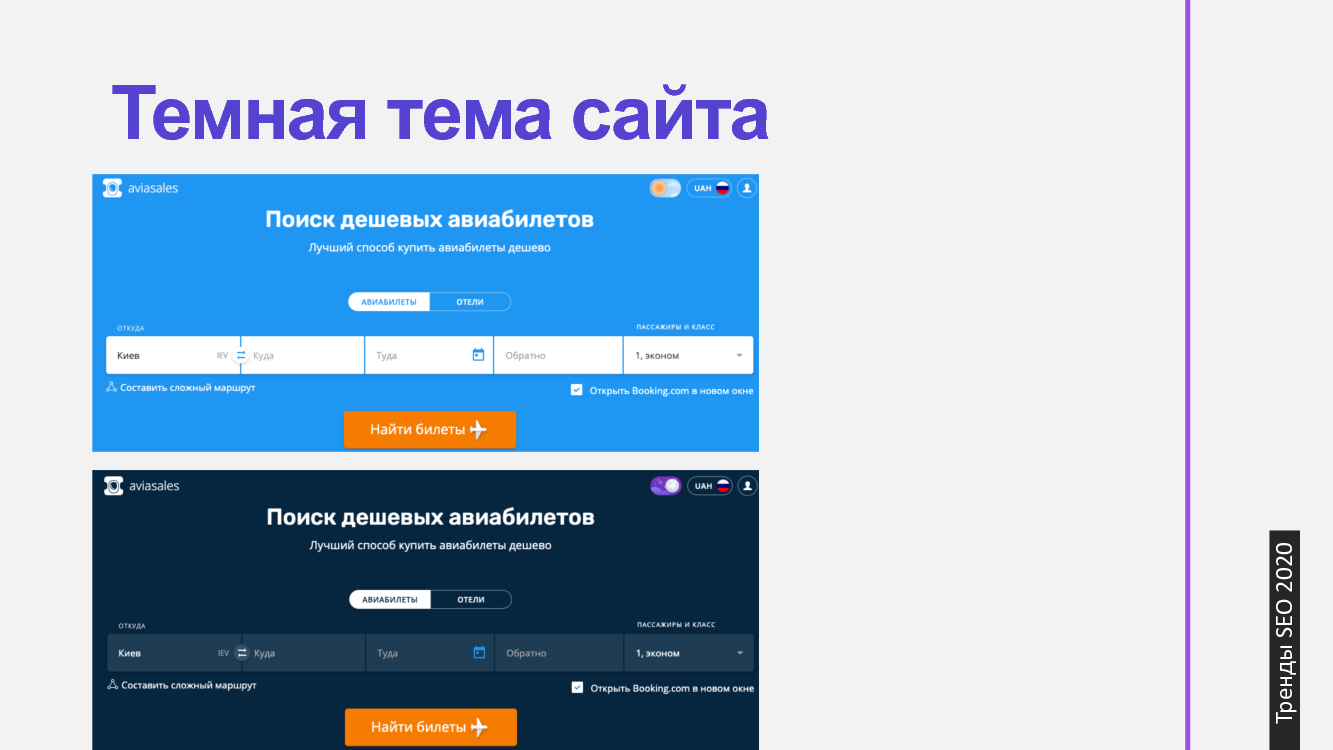 Темная тема сайта
aviasales
UAH
Поиск дешевых авиабилетов
Лучший способ купить авиабилеты дешево
АВИАБИЛЕТЫ ОТЕЛИ
ОТКУДА ПАССАЖИРЫ И КЛАСС
Киев IEV Куда Туда Обратно 1, эконом
Составить сложный маршрут Открыть Booking.com в новом окне
Найти билеты
aviasales
UAH
Поиск дешевых авиабилетов
Лучший способ купить авиабилеты дешево
АВИАБИЛЕТЫ ОТЕЛИ
ОТКУДА ПАССАЖИРЫ И КЛАСС
Киев IEV Куда Туда Обратно 1, эконом
Составить сложный маршрут Открыть Booking.com в новом окне
Найти билеты
Тренды SEO 2020